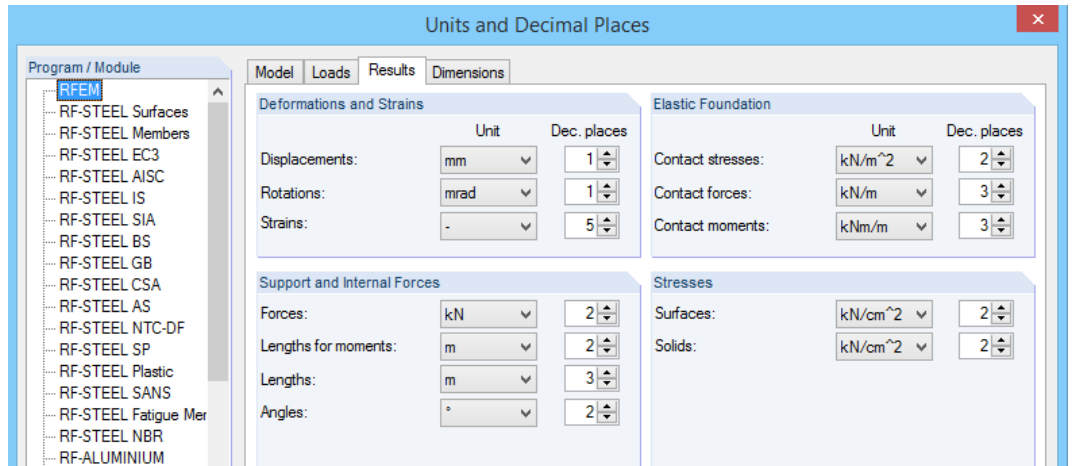 Units and Decimal Places
Program / Module
RFEM
RF-STEEL Surfaces
RF-STEEL Members
RF-STEEL EC3
RF-STEEL AISC
RF-STEEL IS
RF-STEEL SIA
RF-STEEL BS
RF-STEEL GB
RF-STEEL CSA
RF-STEEL AS
RF-STEEL NTC-DF
RF-STEEL SP
RF-STEEL Plastic
RF-STEEL SANS
RF-STEEL Fatigue Mer
RF-STEEL NBR
RF-ALUMINIUM
Model Loads Results Dimensions
Deformations and Strains
Unit Dec. places
Displacements: mm 1
Rotations: mrad 1
Strains: - 5
Elastic Foundation
Unit Dec. places
Contact stresses: kN/m^2 2
Contact forces: kN/m 3
Contact moments: kNm/m 3
Support and Internal Forces
Forces: kN 2
Lengths for moments: m 2
Lengths: m 3
Angles: ° 2
Stresses
Surfaces: kN/cm^2 2
Solids: kN/cm^2 2